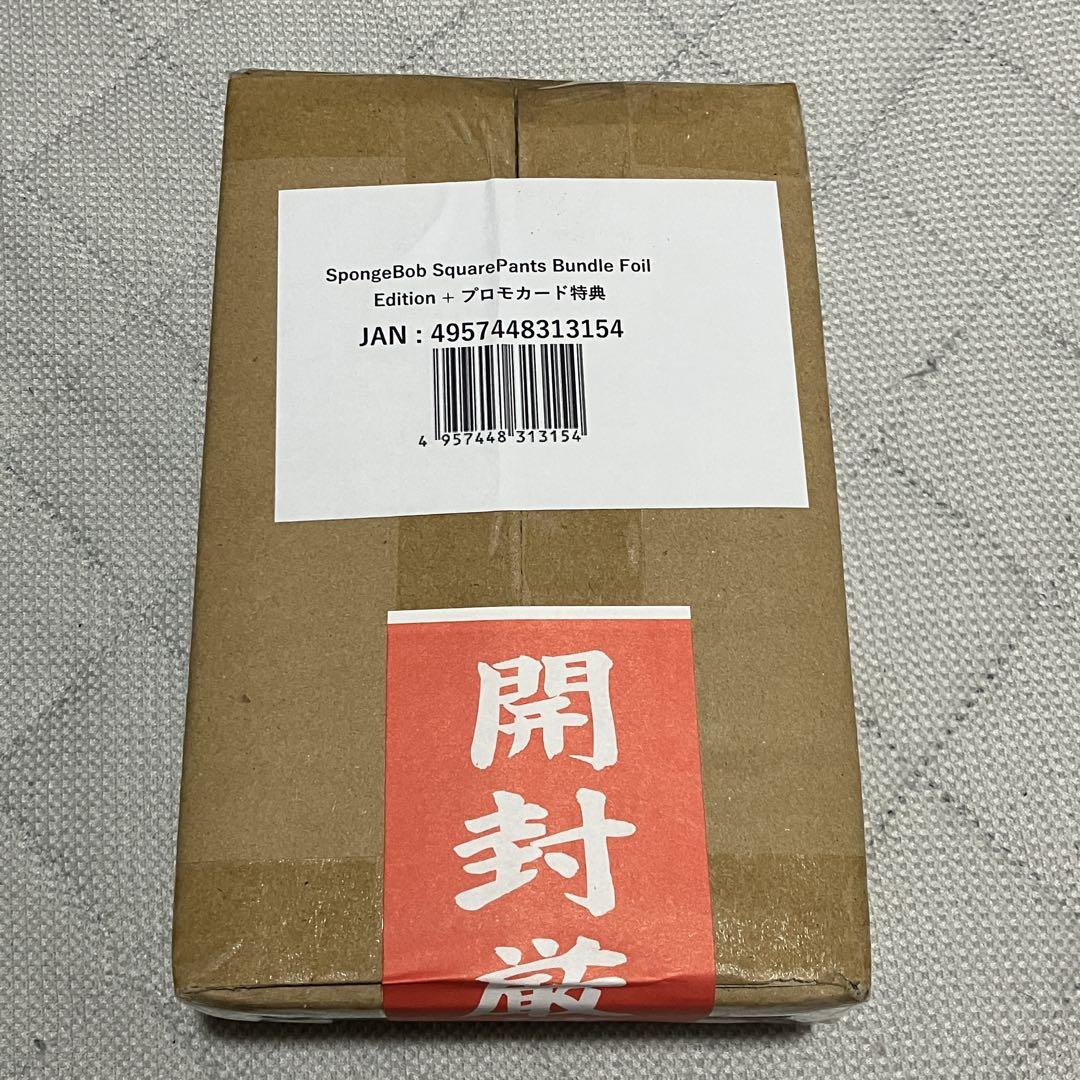 SpongeBob SquarePants Bundle Foil
Edition + プロモカード特典
JAN : 4957448313154
4 957448 313154
開
封
厳